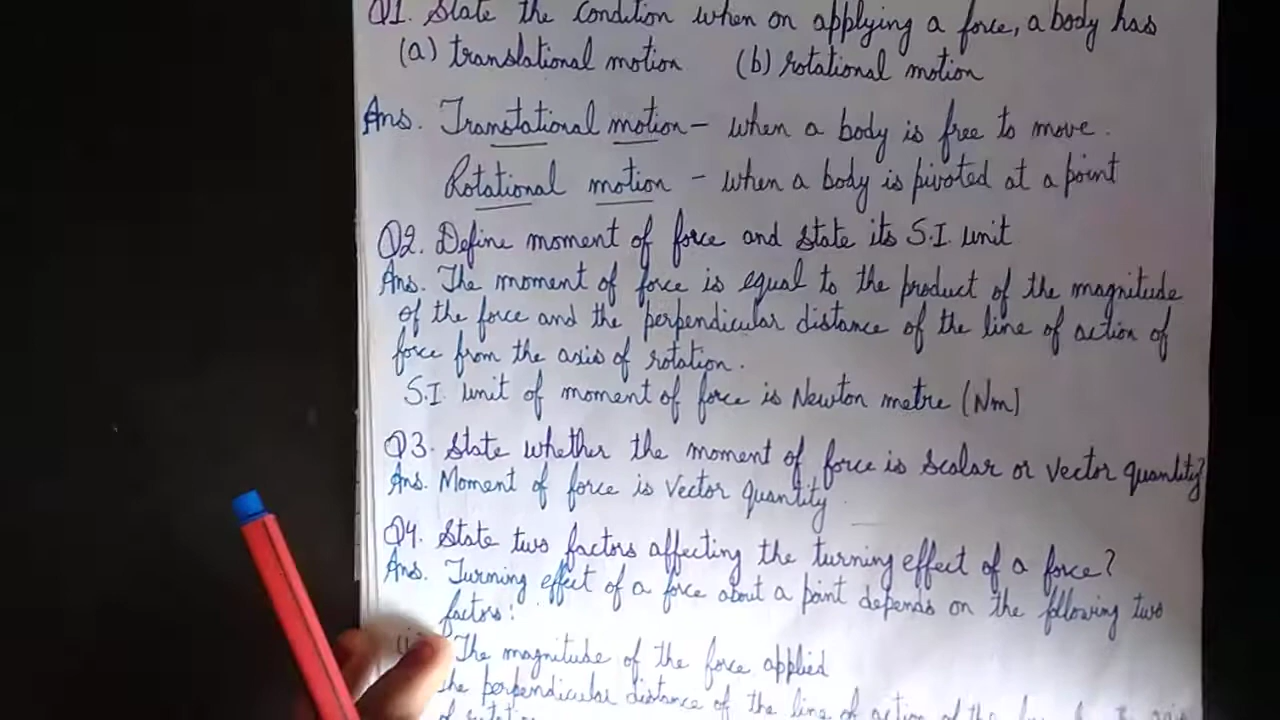 Q1. State the condition when on applying a force, a body has
(a) translational motion (b) rotational motion
Ans. Translational motion - when a body is free to move.
Rotational motion - when a body is pivoted at a point
Q2. Define moment of force and state its S.I. unit
Ans. The moment of force is equal to the product of the magnitude
of the force and the perpendicular distance of the line of action of
force from the axis of rotation.
S.I. unit of moment of force is Newton metre (Nm)
Q3. State whether the moment of force is scalar or vector quantity?
Ans. Moment of force is vector quantity.
Q4. State two factors affecting the turning effect of a force?
Ans. Turning effect of a force about a point depends on the following two
factors:
(i) The magnitude of the force applied
the perpendicular distance of the line of action of the